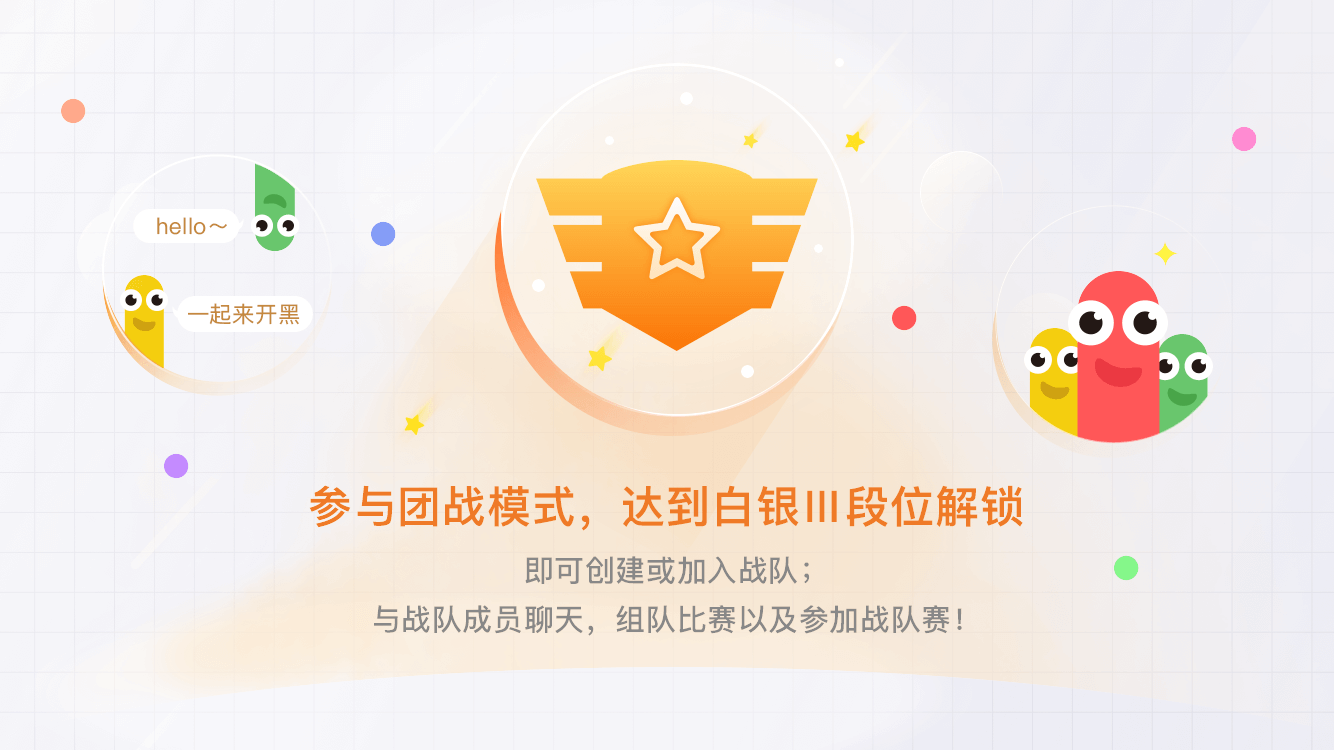 hello～
一起来开黑
参与团战模式，达到白银Ⅲ段位解锁
即可创建或加入战队；
与战队成员聊天，组队比赛以及参加战队赛！